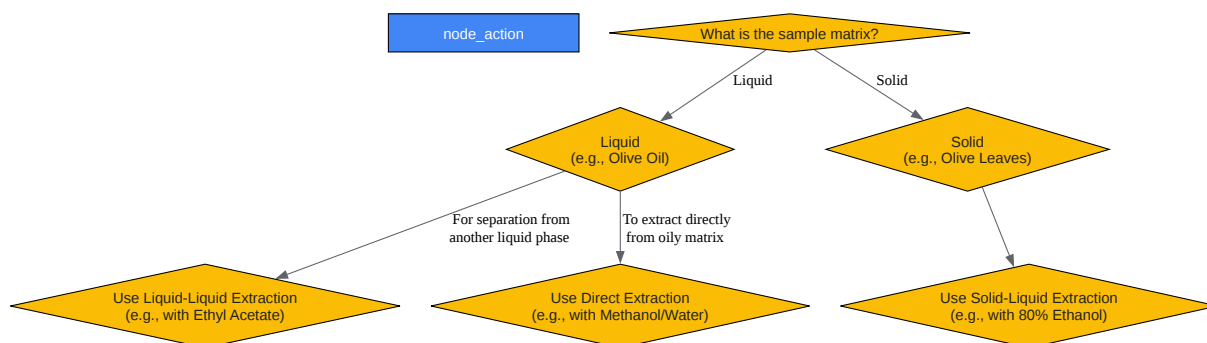 node_action
What is the sample matrix?
Liquid
Solid
Liquid
(e.g., Olive Oil)
Solid
(e.g., Olive Leaves)
For separation from
another liquid phase
To extract directly
from oily matrix
Use Liquid-Liquid Extraction
(e.g., with Ethyl Acetate)
Use Direct Extraction
(e.g., with Methanol/Water)
Use Solid-Liquid Extraction
(e.g., with 80% Ethanol)